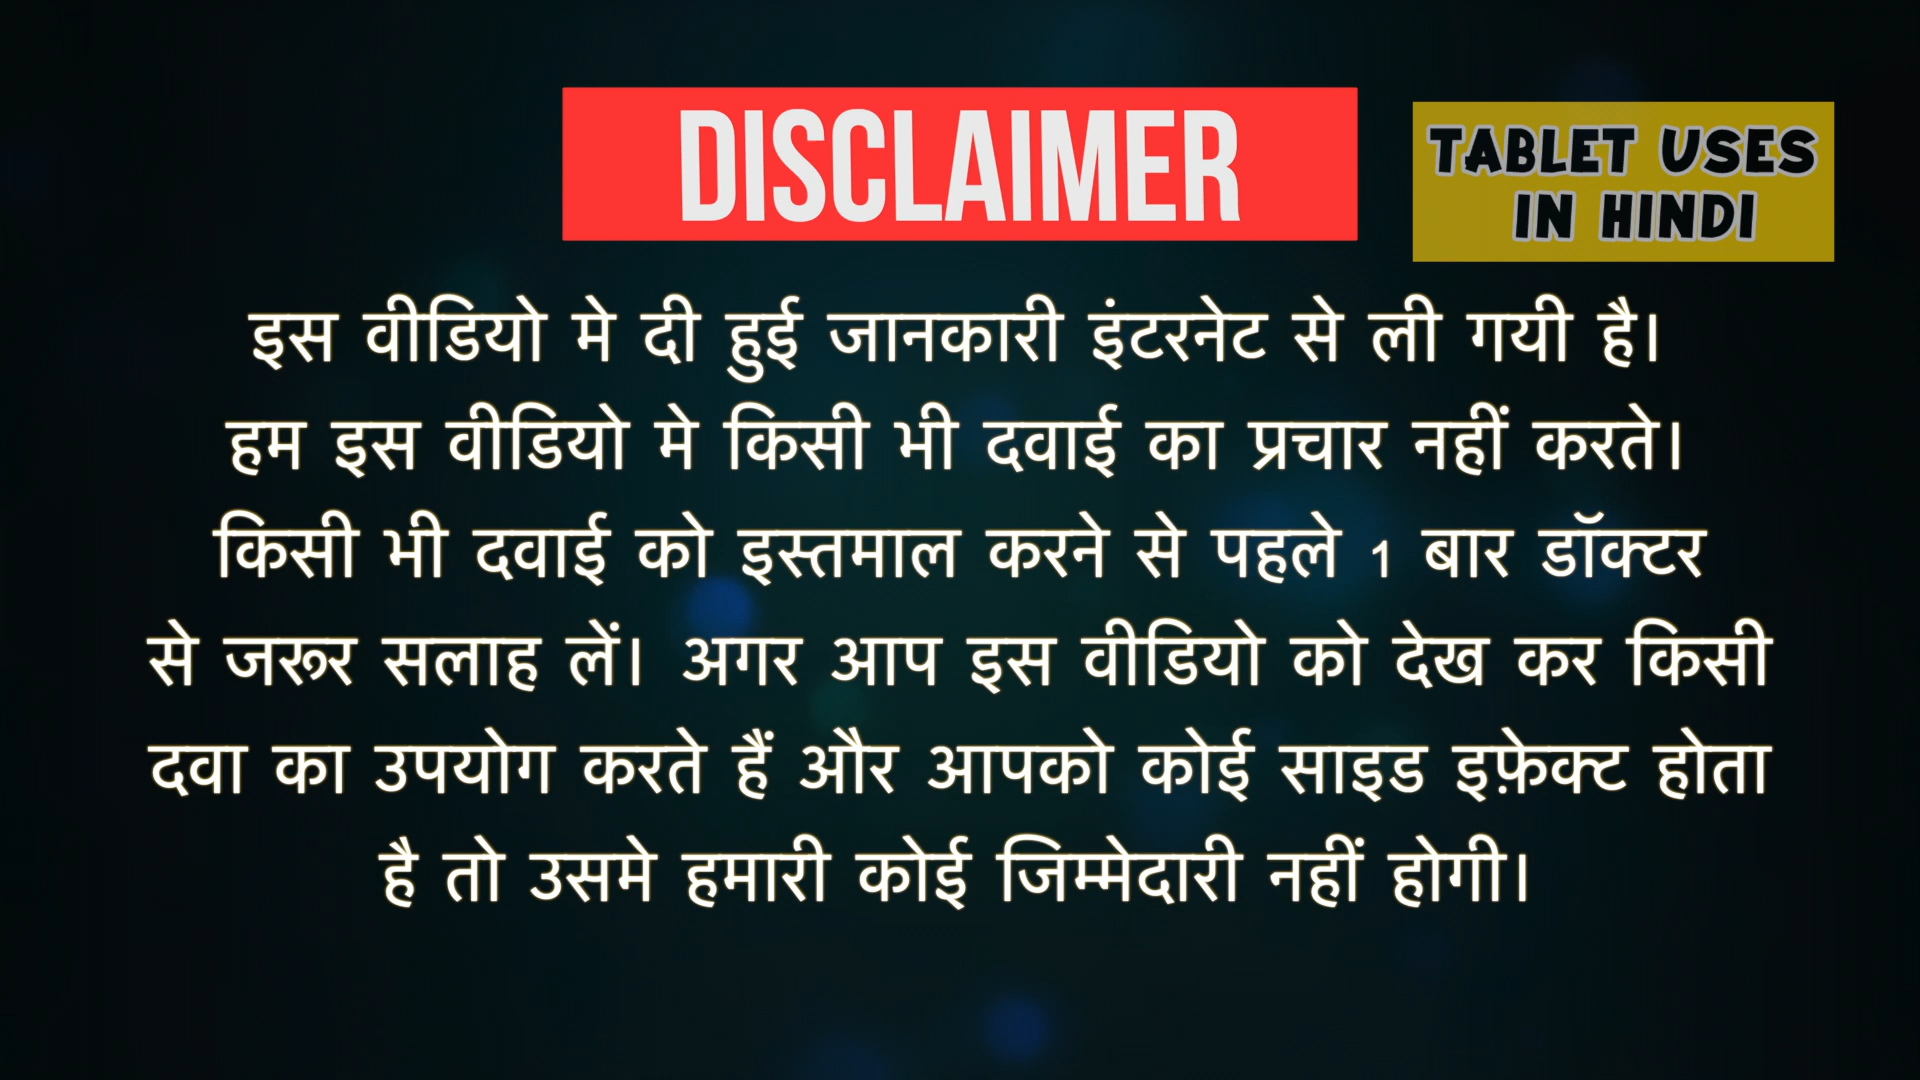 DISCLAIMER
TABLET USES
IN HINDI
इस वीडियो मे दी हुई जानकारी इंटरनेट से ली गयी है।
हम इस वीडियो मे किसी भी दवाई का प्रचार नहीं करते।
किसी भी दवाई को इस्तमाल करने से पहले 1 बार डॉक्टर
से जरूर सलाह लें। अगर आप इस वीडियो को देख कर किसी
दवा का उपयोग करते हैं और आपको कोई साइड इफ़ेक्ट होता
है तो उसमे हमारी कोई जिम्मेदारी नहीं होगी।